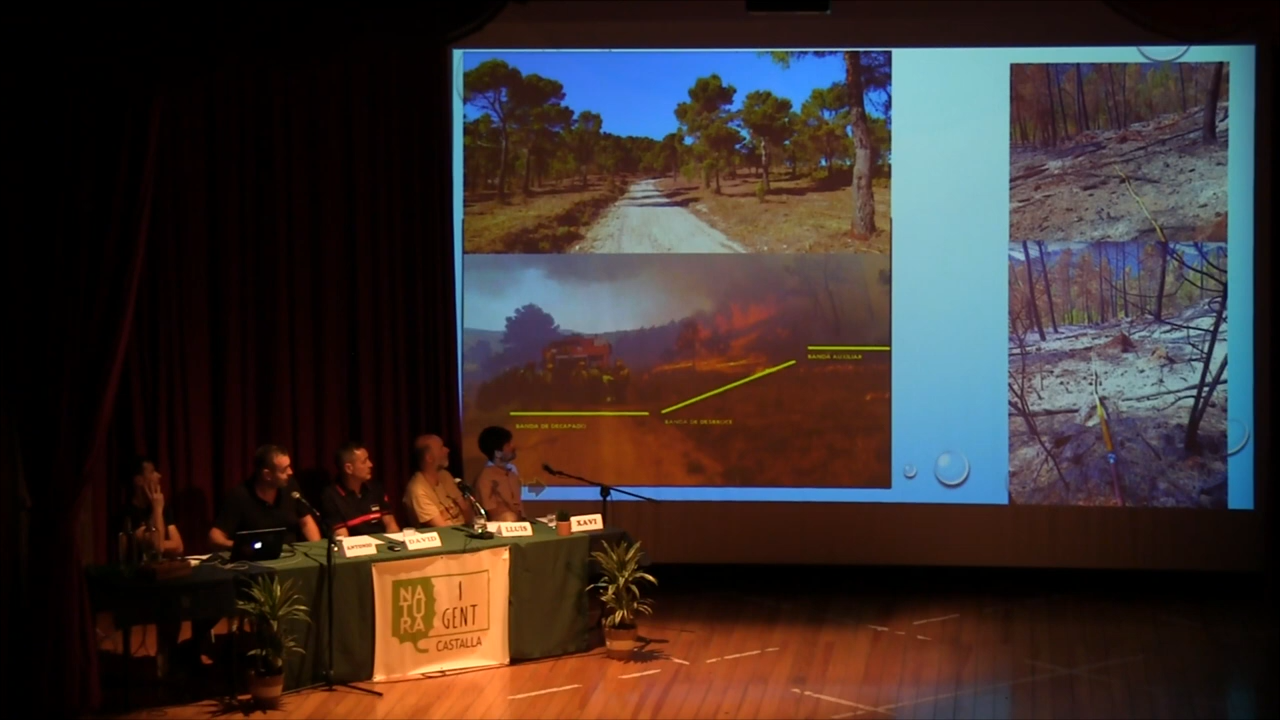 BANDA AUXILIAR
BANDA DE DECAPADO
BANDA DE DESBROCE
ANTONIO
DAVID
LLUIS
XAVI
NA
TU
RA
I
GENT
CASTALLA